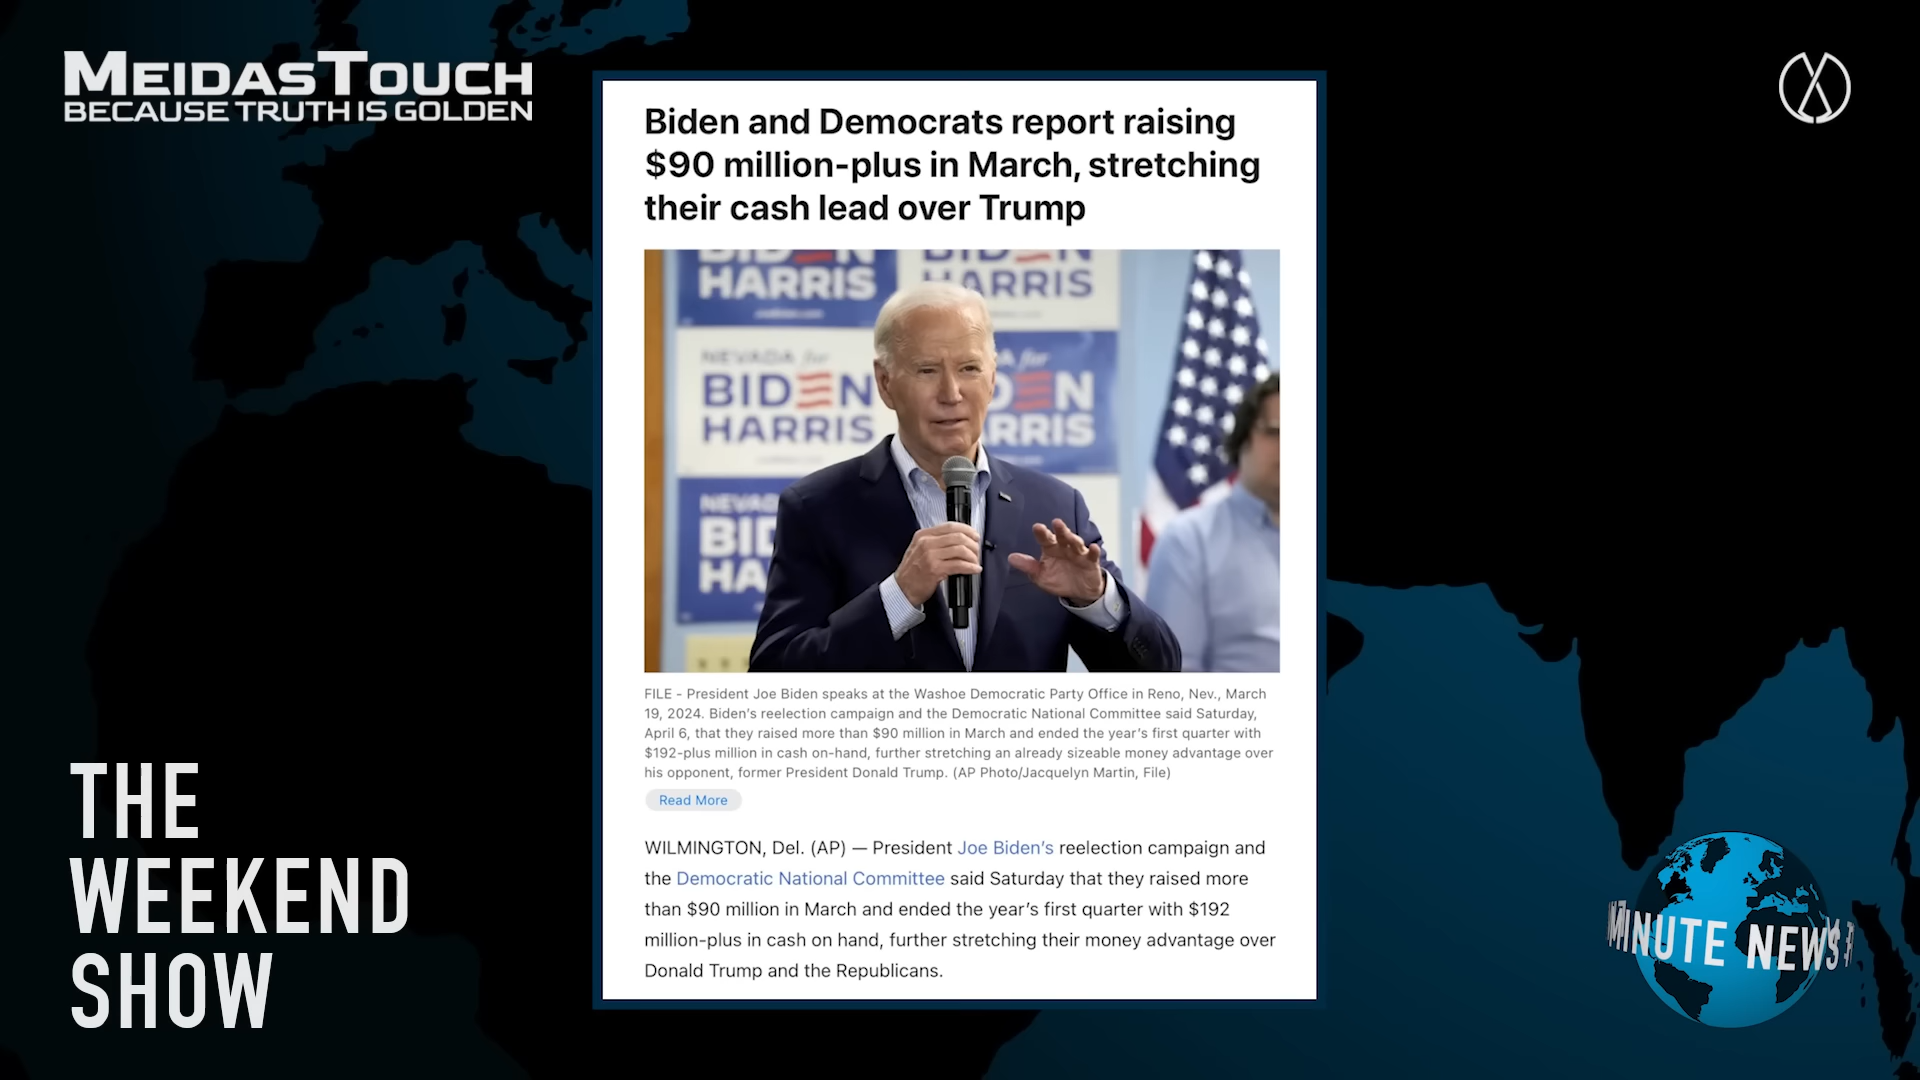 MEIDASTOUCH
BECAUSE TRUTH IS GOLDEN
Biden and Democrats report raising
$90 million-plus in March, stretching
their cash lead over Trump
BIDEN
HARRIS
BIDEN
HARRIS
NEVADA for
BIDEN
HARRIS
FILE - President Joe Biden speaks at the Washoe Democratic Party Office in Reno, Nev., March
19, 2024. Biden's reelection campaign and the Democratic National Committee said Saturday,
April 6, that they raised more than $90 million in March and ended the year's first quarter with
$192-plus million in cash on-hand, further stretching an already sizeable money advantage over
his opponent, former President Donald Trump. (AP Photo/Jacquelyn Martin, File)
Read More
WILMINGTON, Del. (AP) — President Joe Biden's reelection campaign and
the Democratic National Committee said Saturday that they raised more
than $90 million in March and ended the year's first quarter with $192
million-plus in cash on hand, further stretching their money advantage over
Donald Trump and the Republicans.
THE
WEEKEND
SHOW
MINUTE NEWS